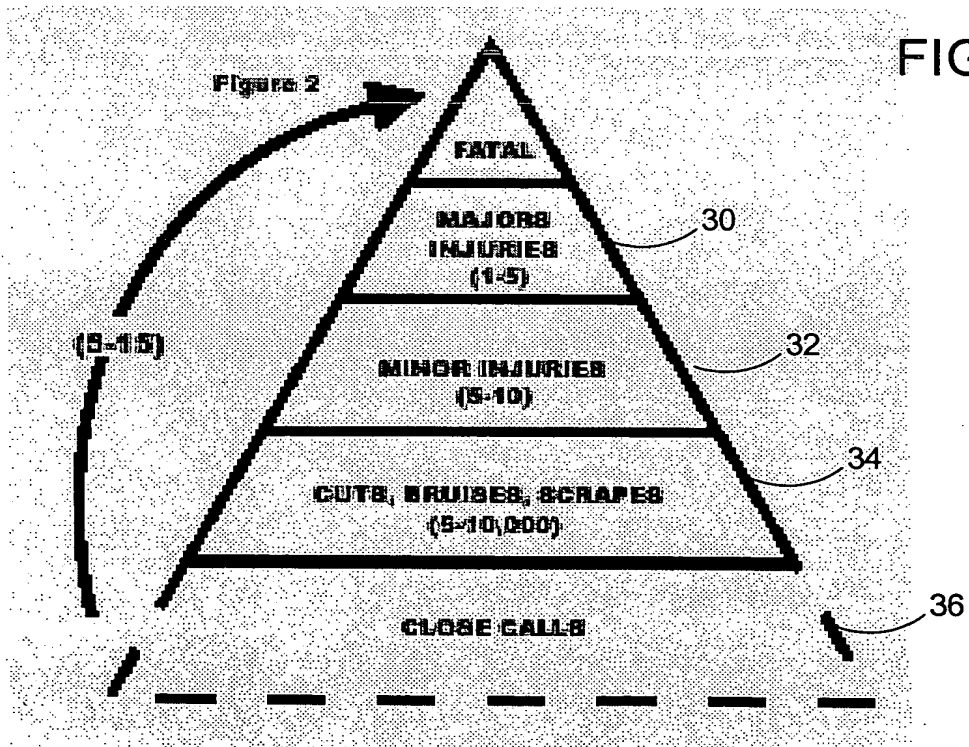 FIG
Figure 2
FATAL
MAJORS
INJURIES
(1-5)
30
(5-15)
32
MINOR INJURIES
(5-10)
34
CUTS, BRUISES, SCRAPES
(5-10\000)
36
CLOSE CALLS